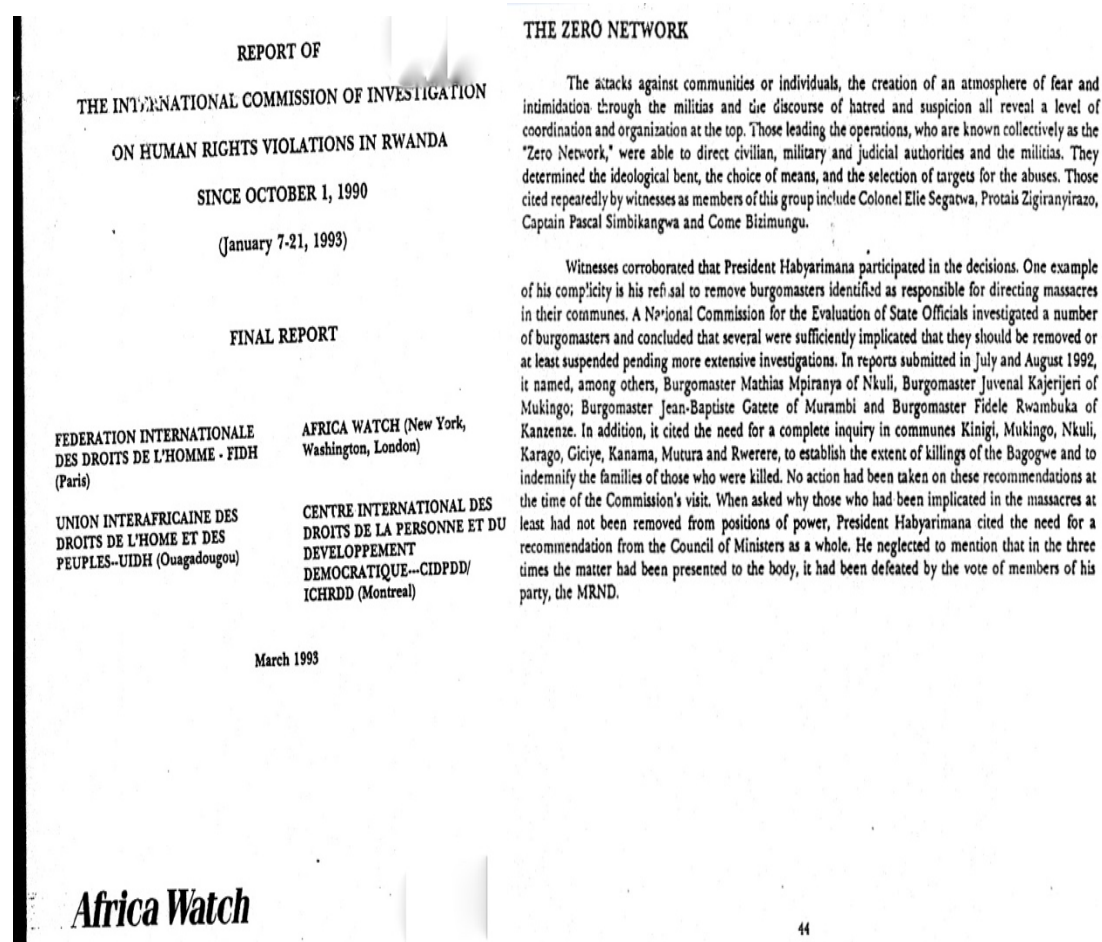 REPORT OF
THE INTERNATIONAL COMMISSION OF INVESTIGATION
ON HUMAN RIGHTS VIOLATIONS IN RWANDA
SINCE OCTOBER 1, 1990
(January 7-21, 1993)
FINAL REPORT
FEDERATION INTERNATIONALE
DES DROITS DE L'HOMME - FIDH
(Paris)
AFRICA WATCH (New York,
Washington, London)
UNION INTERAFRICAINE DES
DROITS DE L'HOME ET DES
PEUPLES--UIDH (Ouagadougou)
CENTRE INTERNATIONAL DES
DROITS DE LA PERSONNE ET DU
DEVELOPPEMENT
DEMOCRATIQUE---CIDPDD/
ICHRDD (Montreal)
March 1993
Africa Watch
THE ZERO NETWORK
The attacks against communities or individuals, the creation of an atmosphere of fear and
intimidation through the militias and the discourse of hatred and suspicion all reveal a level of
coordination and organization at the top. Those leading the operations, who are known collectively as the
"Zero Network," were able to direct civilian, military and judicial authorities and the militias. They
determined the ideological bent, the choice of means, and the selection of targets for the abuses. Those
cited repeatedly by witnesses as members of this group include Colonel Elie Segatwa, Protais Zigiranyirazo,
Captain Pascal Simbikangwa and Come Bizimungu.
Witnesses corroborated that President Habyarimana participated in the decisions. One example
of his complicity is his refusal to remove burgomasters identified as responsible for directing massacres
in their communes. A National Commission for the Evaluation of State Officials investigated a number
of burgomasters and concluded that several were sufficiently implicated that they should be removed or
at least suspended pending more extensive investigations. In reports submitted in July and August 1992,
it named, among others, Burgomaster Mathias Mpiranya of Nkuli, Burgomaster Juvenal Kajerijeri of
Mukingo; Burgomaster Jean-Baptiste Gatete of Murambi and Burgomaster Fidele Rwambuka of
Kanzenze. In addition, it cited the need for a complete inquiry in communes Kinigi, Mukingo, Nkuli,
Karago, Giciye, Kanama, Mutura and Rwerere, to establish the extent of killings of the Bagogwe and to
indemnify the families of those who were killed. No action had been taken on these recommendations at
the time of the Commission's visit. When asked why those who had been implicated in the massacres at
least had not been removed from positions of power, President Habyarimana cited the need for a
recommendation from the Council of Ministers as a whole. He neglected to mention that in the three
times the matter had been presented to the body, it had been defeated by the vote of members of his
party, the MRND.
44